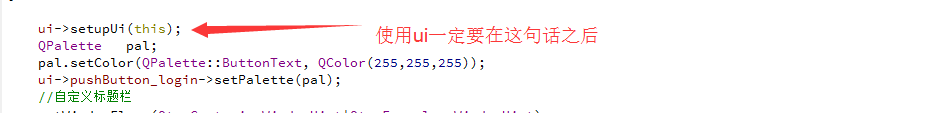 ui->setupUi(this);
使用ui一定要在这句话之后
QPalette   pal;
pal.setColor(QPalette::ButtonText, QColor(255,255,255));
ui->pushButton_login->setPalette(pal);
//自定义标题栏